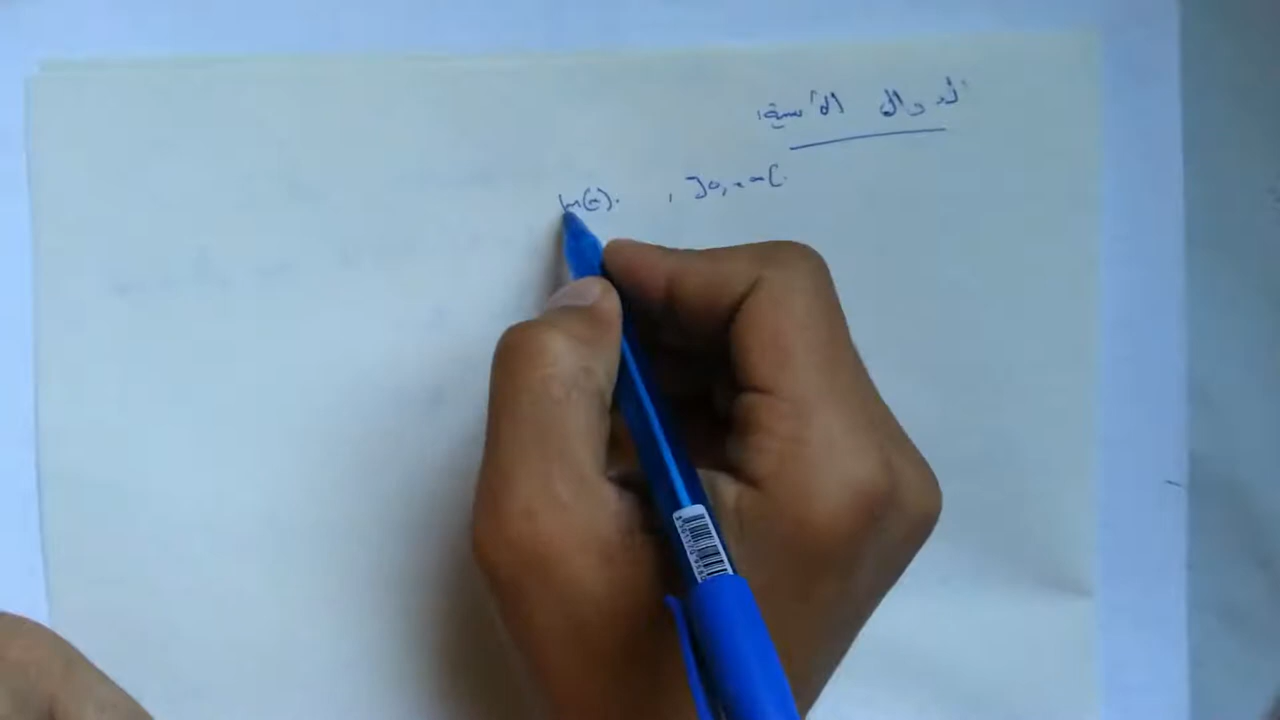 الدوال الأسية:
ln(x). , ]0,+∞[.